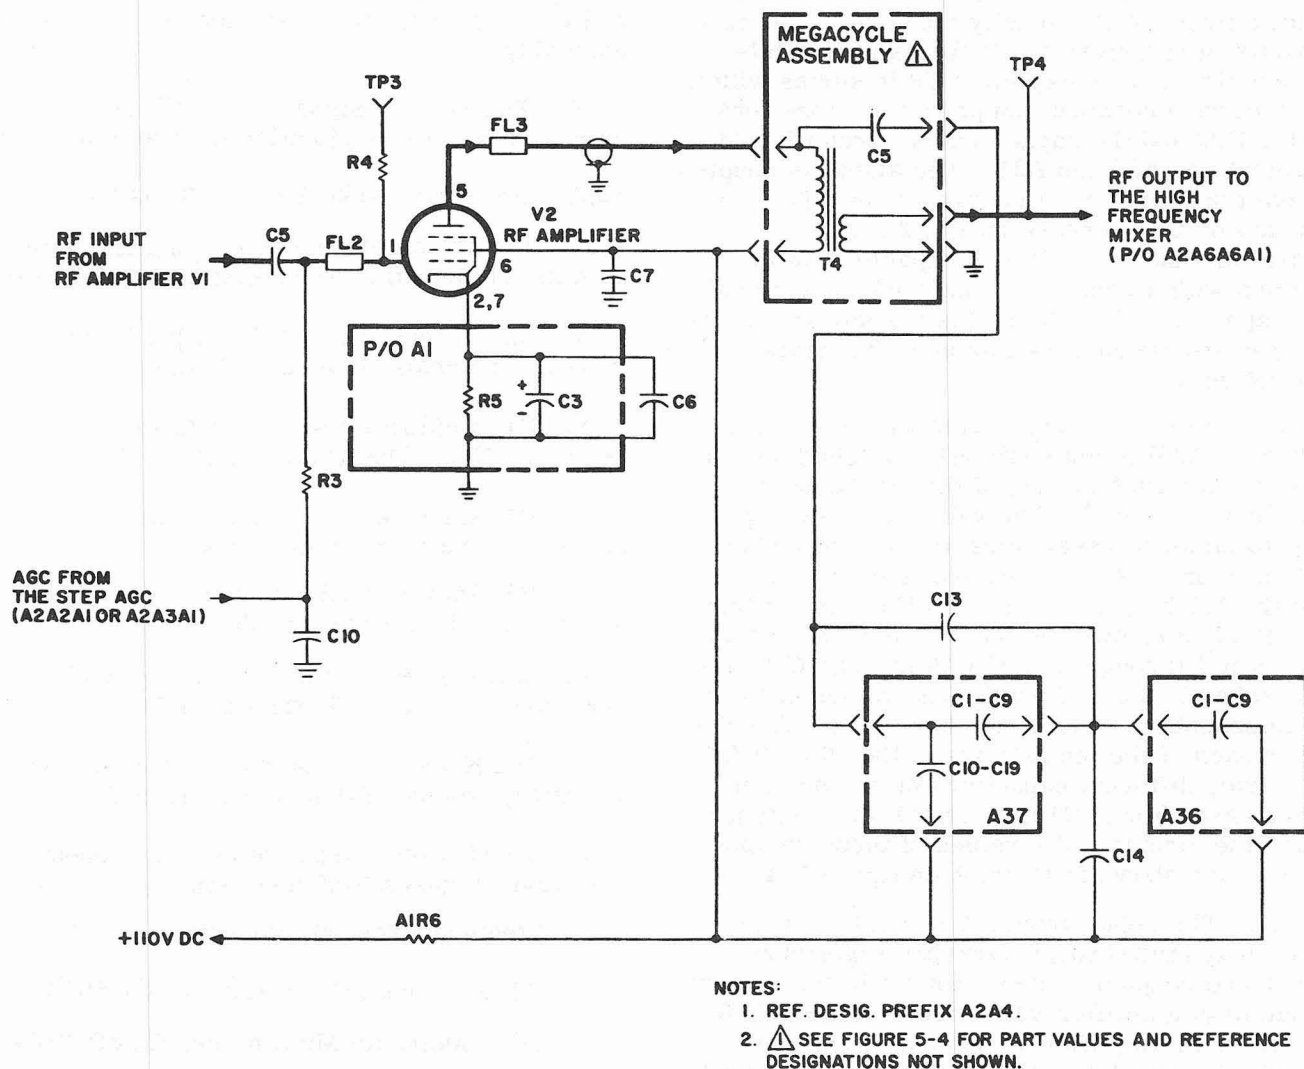 MEGACYCLE
ASSEMBLY 1
TP3
TP4
FL3
C5
R4
5
RF OUTPUT TO
THE HIGH
FREQUENCY
MIXER
(P/O A2A6A6A1)
V2
RF AMPLIFIER
RF INPUT
FROM
RF AMPLIFIER V1
C5
FL2
1
6
C7
T4
2,7
P/O A1
R5
+
-
C3
C6
R3
AGC FROM
THE STEP AGC
(A2A2A1 OR A2A3A1)
C10
C13
C1-C9
C1-C9
C10-C19
A37
A36
C14
+110V DC
A1R6
NOTES:
1. REF. DESIG. PREFIX A2A4.
2. 1 SEE FIGURE 5-4 FOR PART VALUES AND REFERENCE
DESIGNATIONS NOT SHOWN.